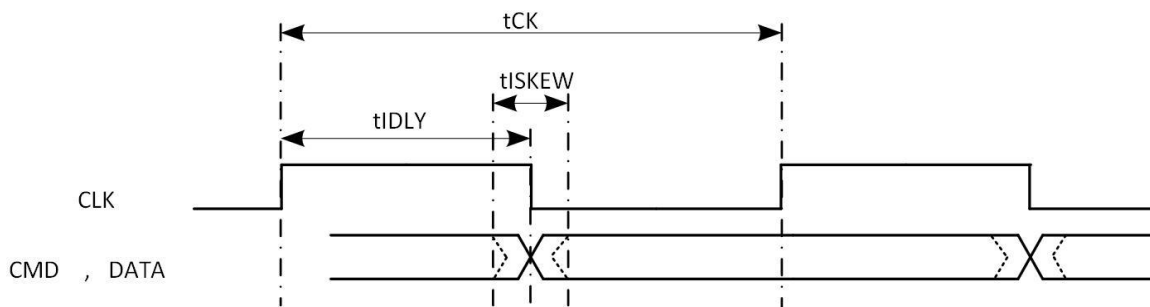 tCK
tISKEW
tIDLY
CLK
CMD , DATA